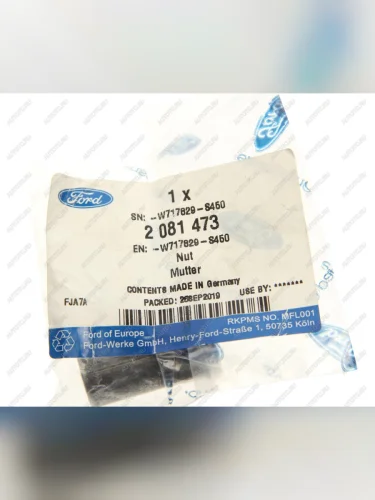 Ford
1 x
SN: -W717829-S450
2 081 473
EN: -W717829-S450
Nut
Mutter
CONTENTS MADE IN Germany
FJA7A
PACKED: 26SEP2019 USE BY: *******
RKPMS NO. MFL001
Ford of Europe
Ford-Werke GmbH, Henry-Ford-Straße 1, 50735 Köln